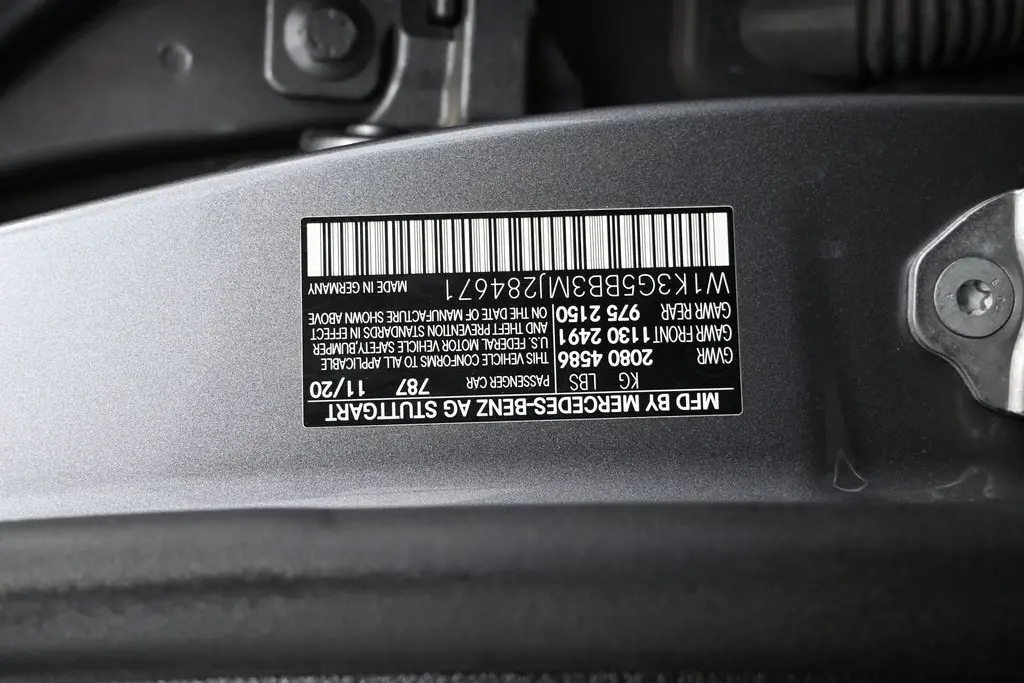 MFD BY MERCEDES-BENZ AG STUTTGART
KG LBS PASSENGER CAR 787 11/20
GWR 2080 4586 THIS VEHICLE CONFORMS TO ALL APPLICABLE
U.S. FEDERAL MOTOR VEHICLE SAFETY,BUMPER
GAWR FRONT 1130 2491 AND THEFT PREVENTION STANDARDS IN EFFECT
GAWR REAR 975 2150 ON THE DATE OF MANUFACTURE SHOWN ABOVE
W1K3G5BB3MJ284671 MADE IN GERMANY